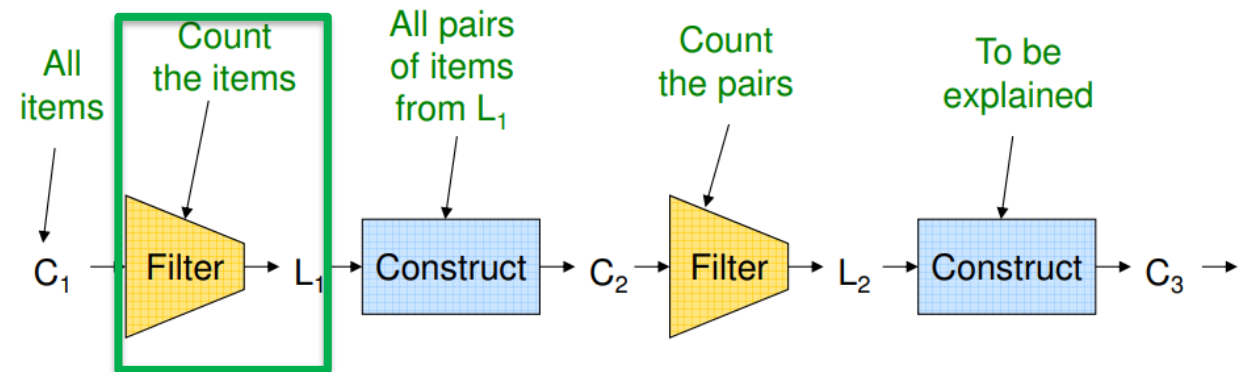 All
items
Count
the items
All pairs
of items
from L₁
Count
the pairs
To be
explained
C₁
Filter
L₁
Construct
C₂
Filter
L₂
Construct
C₃